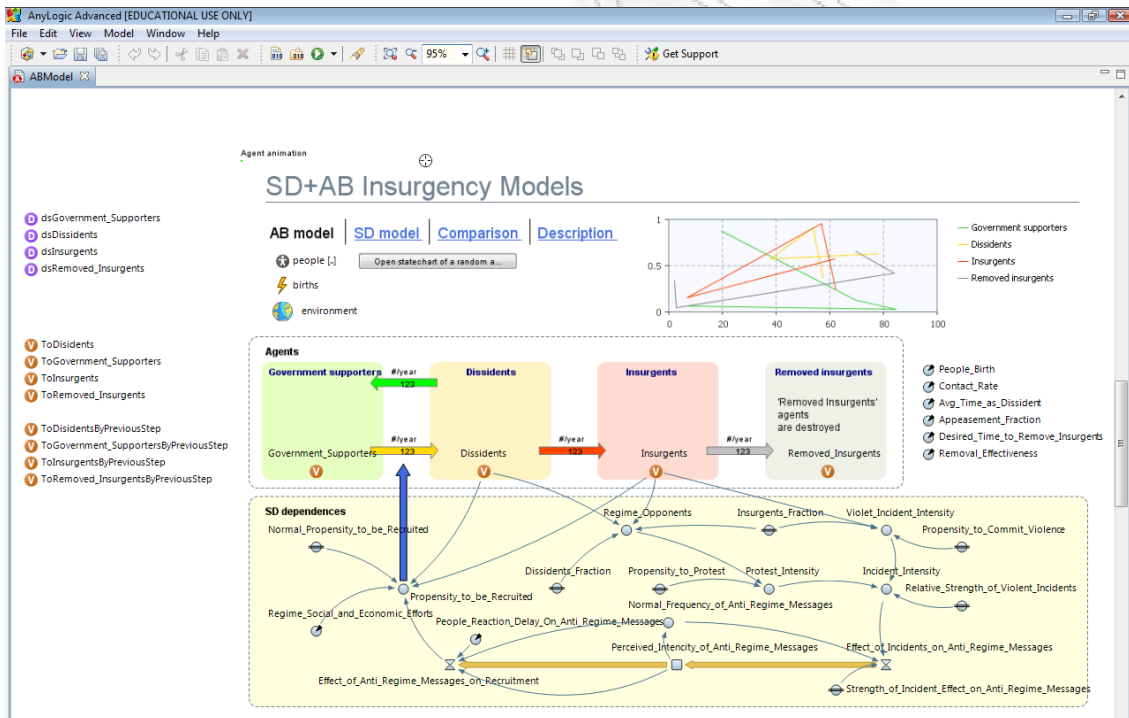 AnyLogic Advanced [EDUCATIONAL USE ONLY]
File Edit View Model Window Help
95% Get Support
ABModel
Agent animation
SD+AB Insurgency Models
dsGovernment_Supporters
dsDissidents
dsInsurgents
dsRemoved_Insurgents
AB model SD model Comparison Description
people [..]
Open statechart of a random a...
births
environment
1
0.5
0
0 20 40 60 80 100
Government supporters
Dissidents
Insurgents
Removed insurgents
ToDisidents
ToGovernment_Supporters
ToInsurgents
ToRemoved_Insurgents
ToDisidentsByPreviousStep
ToGovernment_SupportersByPreviousStep
ToInsurgentsByPreviousStep
ToRemoved_InsurgentsByPreviousStep
Agents
Government supporters #/year Dissidents Insurgents Removed insurgents
123
'Removed Insurgents'
agents
are destroyed
#/year #/year #/year
Government_Supporters 123 Dissidents 123 Insurgents 123 Removed_Insurgents
People_Birth
Contact_Rate
Avg_Time_as_Dissident
Appeasement_Fraction
Desired_Time_to_Remove_Insurgents
Removal_Effectiveness
SD dependences
Regime_Opponents Insurgents_Fraction Violet_Incident_Intensity
Normal_Propensity_to_be_Recruited Propensity_to_Commit_Violence
Dissidents_Fraction Propensity_to_Protest Protest_Intensity Incident_Intensity
Relative_Strength_of_Violent_Incidents
Propensity_to_be_Recruited
Normal_Frequency_of_Anti_Regime_Messages
Regime_Social_and_Economic_Efforts
People_Reaction_Delay_On_Anti_Regime_Messages
Perceived_Intencity_of_Anti_Regime_Messages Effect_of_Incidents_on_Anti_Regime_Messages
Effect_of_Anti_Regime_Messages_on_Recruitment
Strength_of_Incident_Effect_on_Anti_Regime_Messages